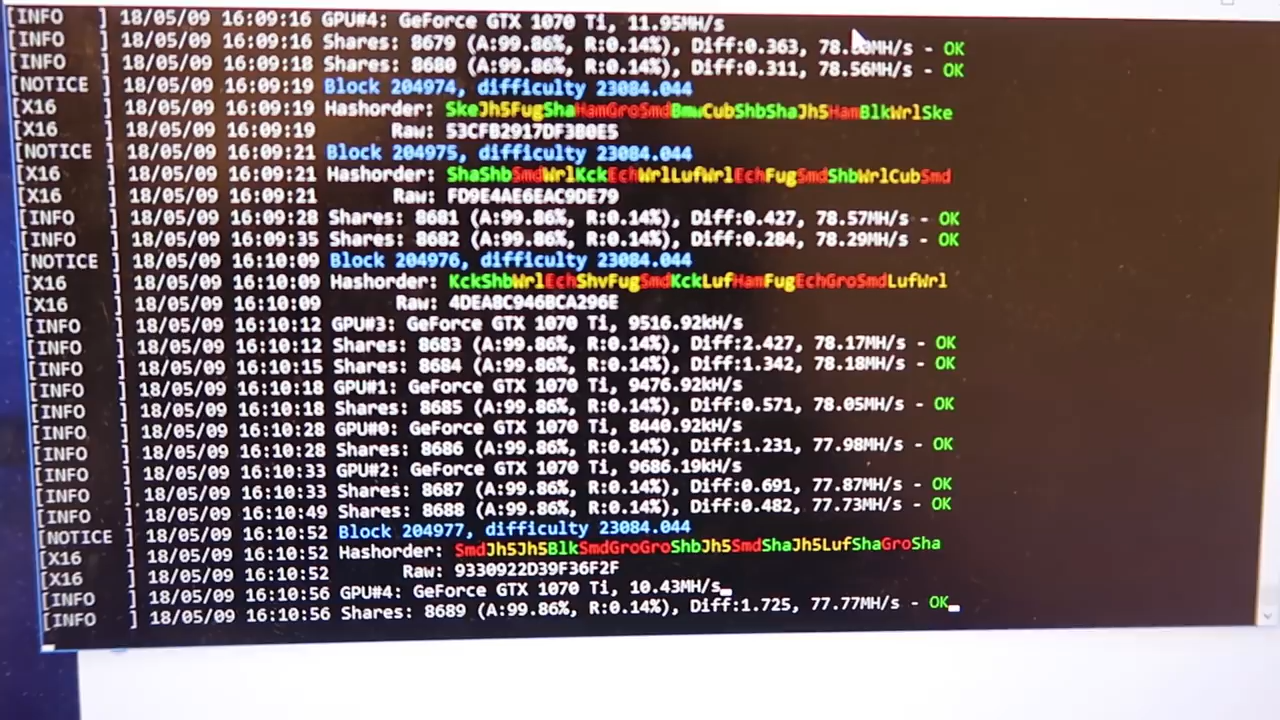 [INFO ] 18/05/09 16:09:16 GPU#4: GeForce GTX 1070 Ti, 11.95MH/s
[INFO ] 18/05/09 16:09:16 Shares: 8679 (A:99.86%, R:0.14%), Diff:0.363, - OK
[INFO ] 18/05/09 16:09:18 Shares: 8680 (A:99.86%, R:0.14%), Diff:0.311, 78.56MH/s - OK
[NOTICE ] 18/05/09 16:09:19 Block 204974, difficulty 23084.044
[X16 ] 18/05/09 16:09:19 Hashorder: SkeJh5FugShaHamGroSmdBmwCubShbShaJh5HamBlkWrlSke
[X16 ] 18/05/09 16:09:19 Raw: 53CFB2917DF3B0E5
[NOTICE ] 18/05/09 16:09:21 Block 204975, difficulty 23084.044
[X16 ] 18/05/09 16:09:21 Hashorder: ShaShbSmdWrlKckEchWrlLufWrlEchFugSmdShbWrlCubSmd
[X16 ] 18/05/09 16:09:21 Raw: FD9E4AE6EAC9DE79
[INFO ] 18/05/09 16:09:28 Shares: 8681 (A:99.86%, R:0.14%), Diff:0.427, 78.57MH/s - OK
[INFO ] 18/05/09 16:09:35 Shares: 8682 (A:99.86%, R:0.14%), Diff:0.284, 78.29MH/s - OK
[NOTICE ] 18/05/09 16:10:09 Block 204976, difficulty 23084.044
[X16 ] 18/05/09 16:10:09 Hashorder: KckShbWrlEchShvFugSmdKckLufHamFugEchGroSmdLufWrl
[X16 ] 18/05/09 16:10:09 Raw: 4DEA8C946BCA296E
[INFO ] 18/05/09 16:10:12 GPU#3: GeForce GTX 1070 Ti, 9516.92kH/s
[INFO ] 18/05/09 16:10:12 Shares: 8683 (A:99.86%, R:0.14%), Diff:2.427, 78.17MH/s - OK
[INFO ] 18/05/09 16:10:15 Shares: 8684 (A:99.86%, R:0.14%), Diff:1.342, 78.18MH/s - OK
[INFO ] 18/05/09 16:10:18 GPU#1: GeForce GTX 1070 Ti, 9476.92kH/s
[INFO ] 18/05/09 16:10:18 Shares: 8685 (A:99.86%, R:0.14%), Diff:0.571, 78.05MH/s - OK
[INFO ] 18/05/09 16:10:28 GPU#0: GeForce GTX 1070 Ti, 8440.92kH/s
[INFO ] 18/05/09 16:10:28 Shares: 8686 (A:99.86%, R:0.14%), Diff:1.231, 77.98MH/s - OK
[INFO ] 18/05/09 16:10:33 GPU#2: GeForce GTX 1070 Ti, 9686.19kH/s
[INFO ] 18/05/09 16:10:33 Shares: 8687 (A:99.86%, R:0.14%), Diff:0.691, 77.87MH/s - OK
[INFO ] 18/05/09 16:10:49 Shares: 8688 (A:99.86%, R:0.14%), Diff:0.482, 77.73MH/s - OK
[NOTICE ] 18/05/09 16:10:52 Block 204977, difficulty 23084.044
[X16 ] 18/05/09 16:10:52 Hashorder: SmdJh5Jh5BlkSmdGroGroShbJh5SmdShaJh5LufShaGroSha
[X16 ] 18/05/09 16:10:52 Raw: 9330922D39F36F2F
[INFO ] 18/05/09 16:10:56 GPU#4: GeForce GTX 1070 Ti, 10.43MH/s
[INFO ] 18/05/09 16:10:56 Shares: 8689 (A:99.86%, R:0.14%), Diff:1.725, 77.77MH/s - OK